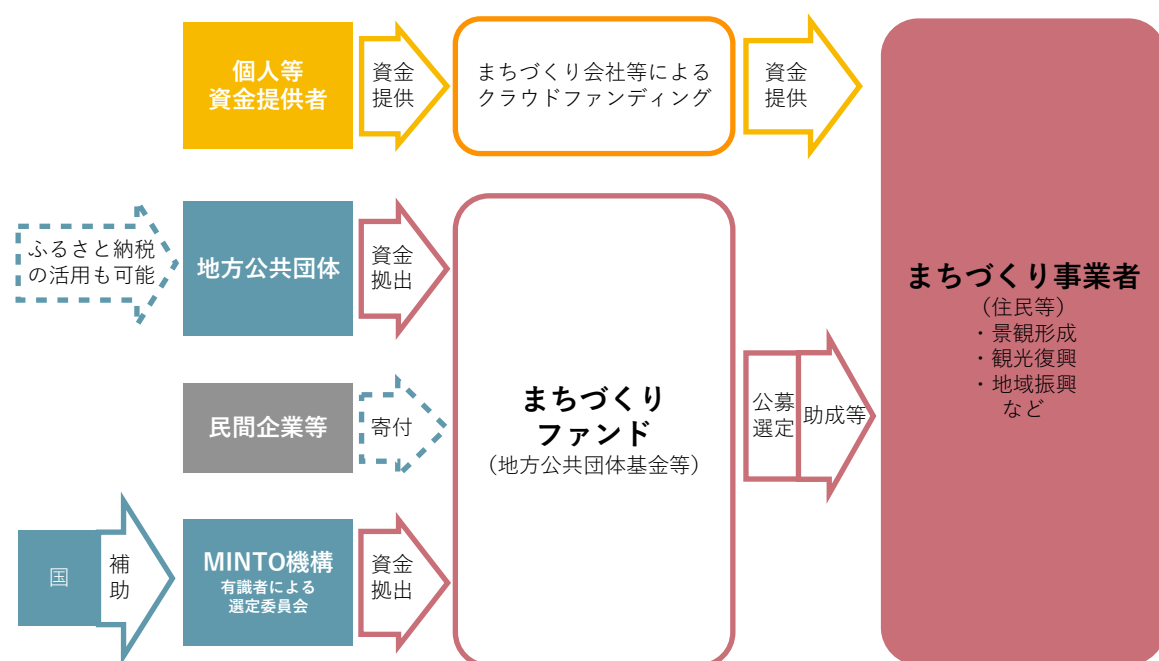 個人等
資金提供者
資金
提供
まちづくり会社等による
クラウドファンディング
資金
提供
ふるさと納税
の活用も可能
地方公共団体
資金
拠出
民間企業等
寄付
国
補
助
MINTO機構
有識者による
選定委員会
資金
拠出
まちづくり
ファンド
（地方公共団体基金等）
公募
選定
助成等
まちづくり事業者
（住民等）
・景観形成
・観光復興
・地域振興
など